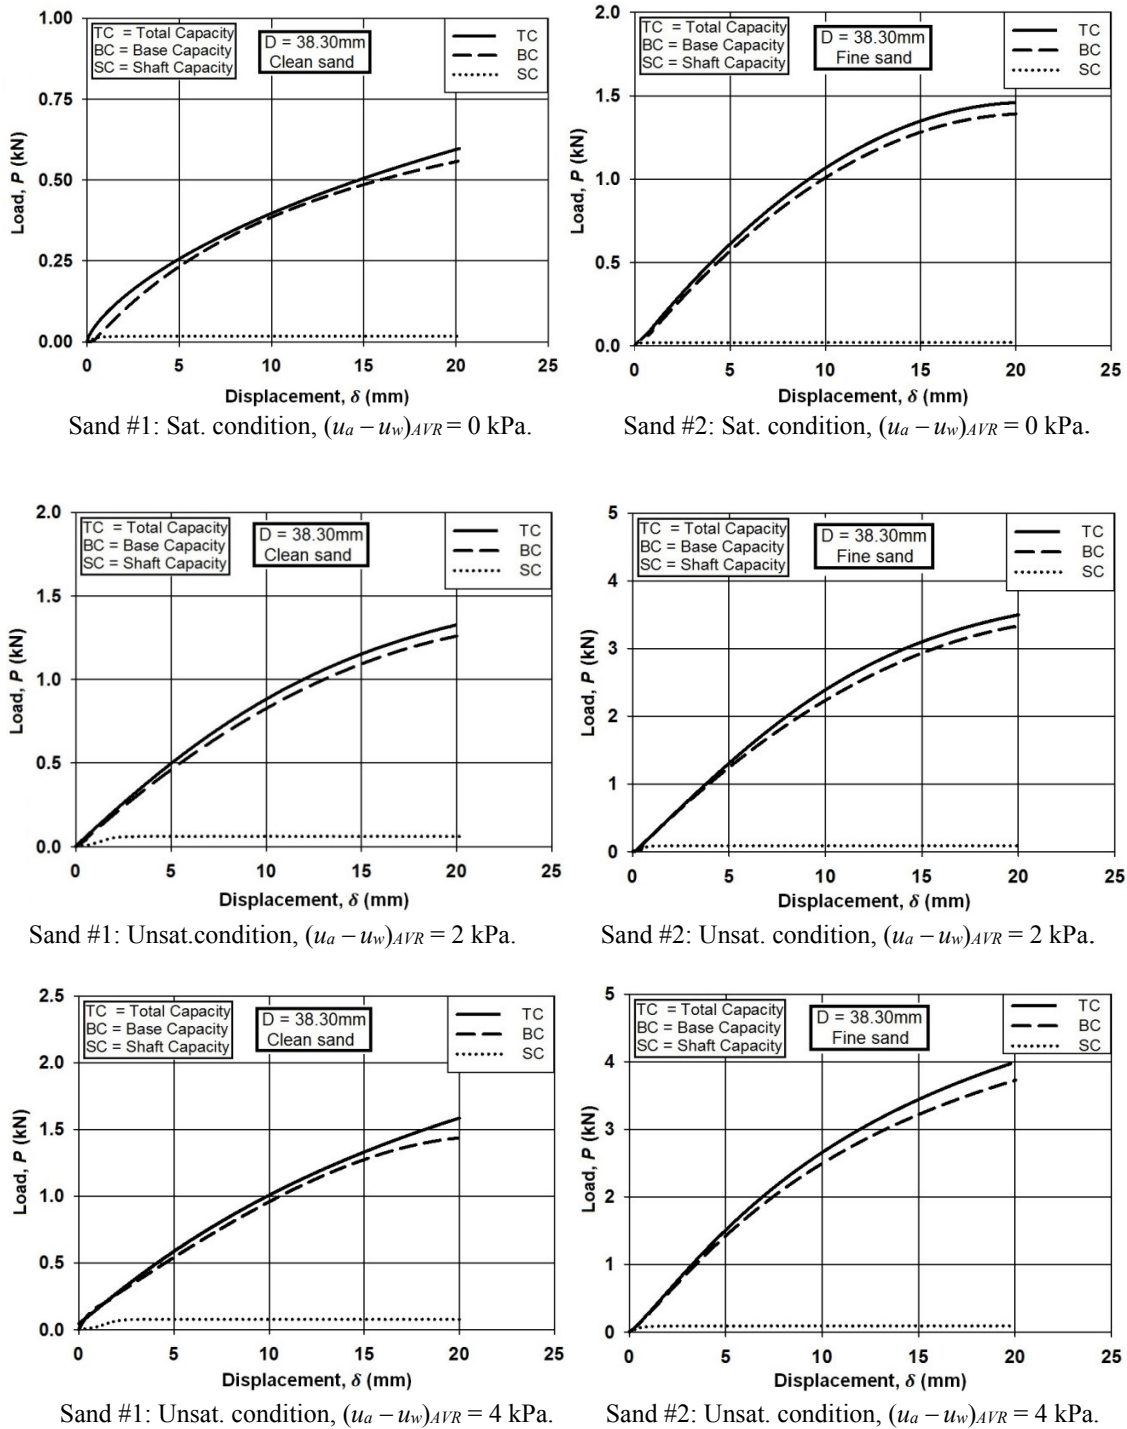 TC = Total Capacity
BC = Base Capacity
SC = Shaft Capacity
D = 38.30mm
Clean sand
TC
BC
SC
1.00
0.75
0.50
0.25
0.00
Load, P (kN)
0 5 10 15 20 25
Displacement, δ (mm)
Sand #1: Sat. condition, (ua – uw)AVR = 0 kPa.
TC = Total Capacity
BC = Base Capacity
SC = Shaft Capacity
D = 38.30mm
Fine sand
TC
BC
SC
2.0
1.5
1.0
0.5
0.0
Load, P (kN)
0 5 10 15 20 25
Displacement, δ (mm)
Sand #2: Sat. condition, (ua – uw)AVR = 0 kPa.
TC = Total Capacity
BC = Base Capacity
SC = Shaft Capacity
D = 38.30mm
Clean sand
TC
BC
SC
2.0
1.5
1.0
0.5
0.0
Load, P (kN)
0 5 10 15 20 25
Displacement, δ (mm)
Sand #1: Unsat.condition, (ua – uw)AVR = 2 kPa.
TC = Total Capacity
BC = Base Capacity
SC = Shaft Capacity
D = 38.30mm
Fine sand
TC
BC
SC
5
4
3
2
1
0
Load, P (kN)
0 5 10 15 20 25
Displacement, δ (mm)
Sand #2: Unsat. condition, (ua – uw)AVR = 2 kPa.
TC = Total Capacity
BC = Base Capacity
SC = Shaft Capacity
D = 38.30mm
Clean sand
TC
BC
SC
2.5
2.0
1.5
1.0
0.5
0.0
Load, P (kN)
0 5 10 15 20 25
Displacement, δ (mm)
Sand #1: Unsat. condition, (ua – uw)AVR = 4 kPa.
TC = Total Capacity
BC = Base Capacity
SC = Shaft Capacity
D = 38.30mm
Fine sand
TC
BC
SC
5
4
3
2
1
0
Load, P (kN)
0 5 10 15 20 25
Displacement, δ (mm)
Sand #2: Unsat. condition, (ua – uw)AVR = 4 kPa.